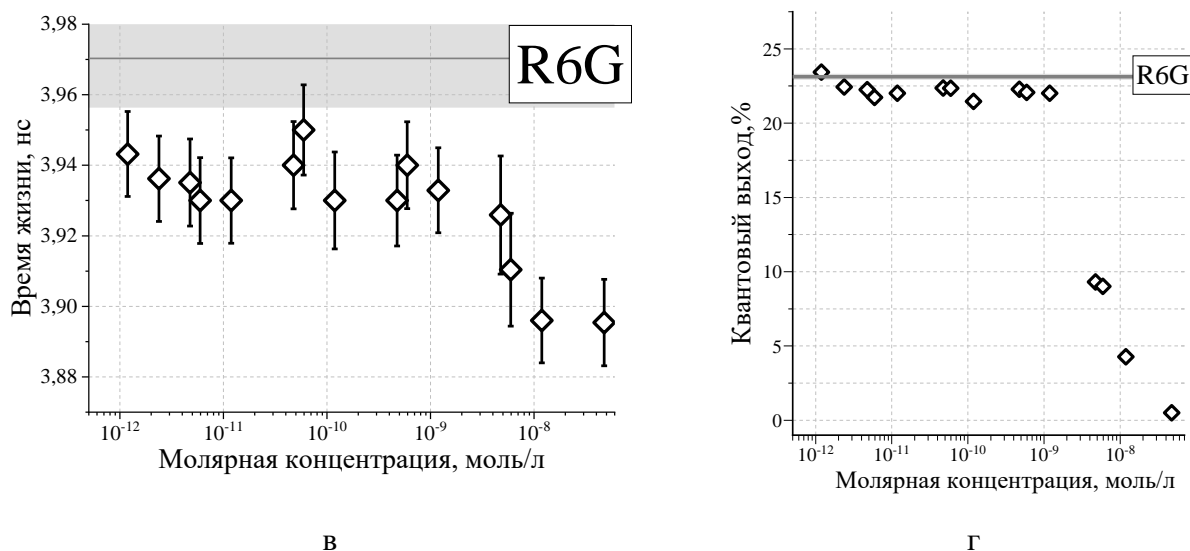 3,98
3,96
3,94
3,92
3,90
3,88
Время жизни, нс
R6G
10-12
10-11
10-10
10-9
10-8
Молярная концентрация, моль/л
в
25
20
15
10
5
0
Квантовый выход,%
R6G
10-12
10-11
10-10
10-9
10-8
Молярная концентрация, моль/л
г